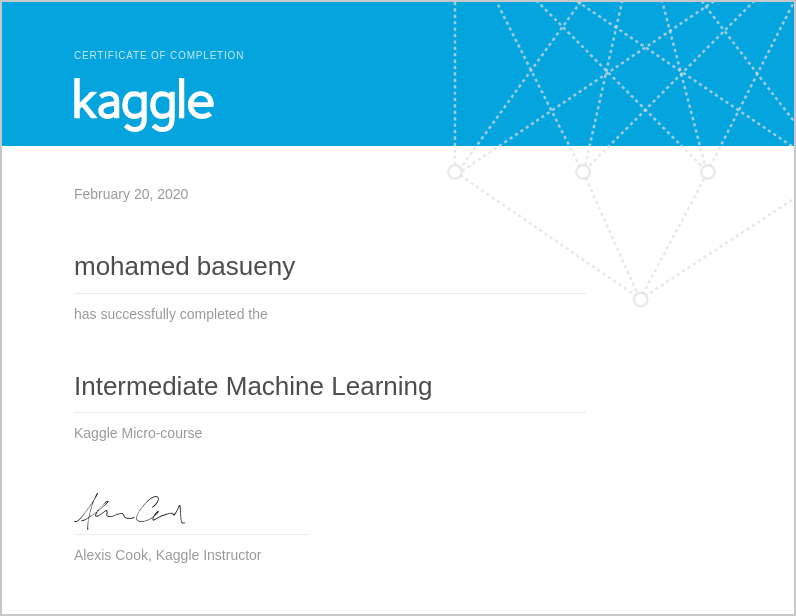 CERTIFICATE OF COMPLETION
kaggle
February 20, 2020
mohamed basueny
has successfully completed the
Intermediate Machine Learning
Kaggle Micro-course
Alexis Cook, Kaggle Instructor